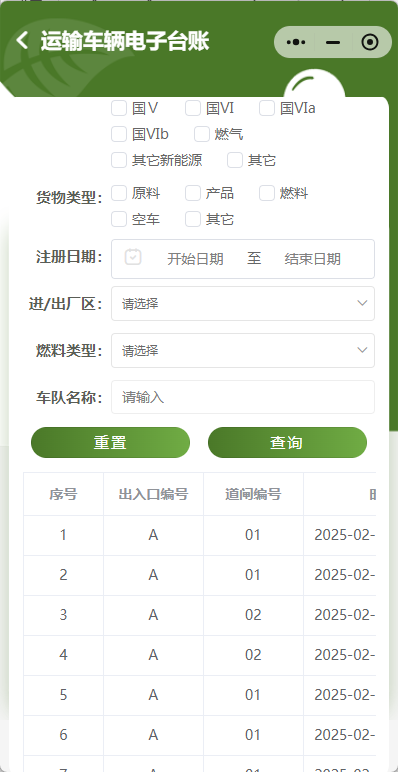 运输车辆电子台账
国Ⅴ 国Ⅵ 国Ⅵa
国Ⅵb 燃气
其它新能源 其它
货物类型： 原料 产品 燃料
空车 其它
注册日期： 开始日期 至 结束日期
进/出厂区： 请选择
燃料类型： 请选择
车队名称： 请输入
重置 查询
序号 出入口编号 道闸编号
1 A 01 2025-02-
2 A 01 2025-02-
3 A 02 2025-02-
4 A 02 2025-02-
5 A 01 2025-02-
6 A 01 2025-02-